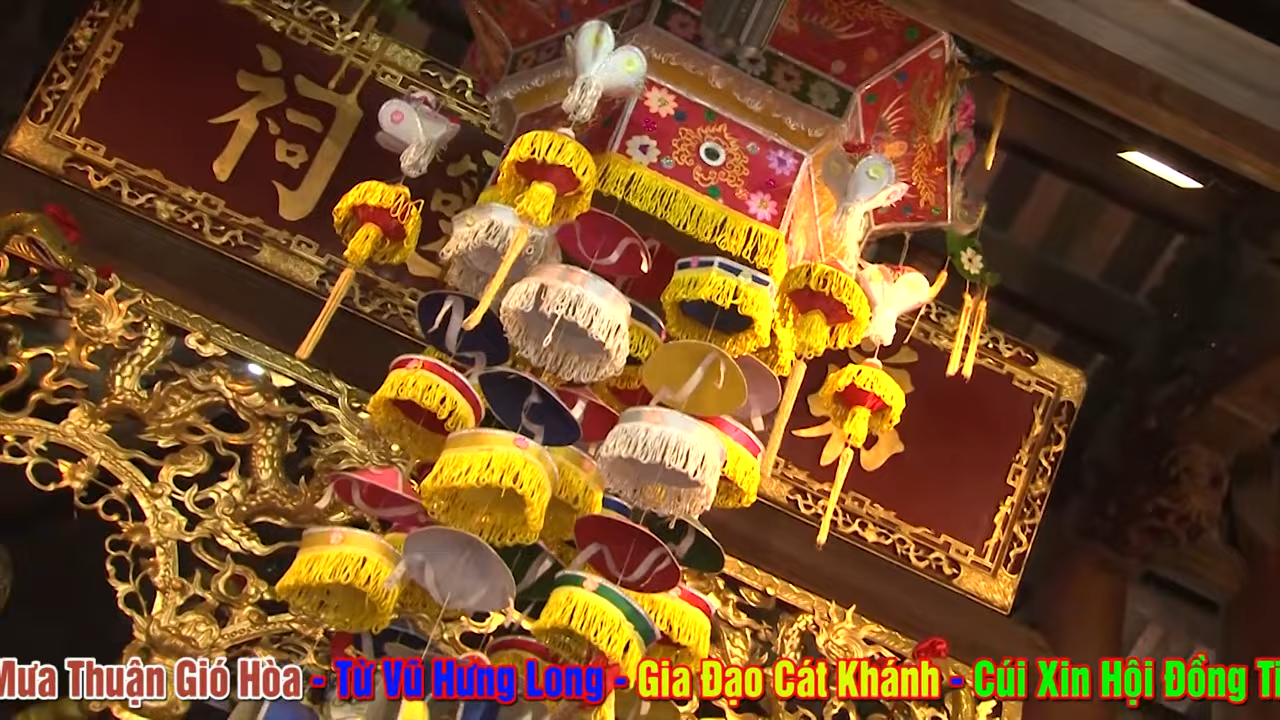 祠
Mưa Thuận Gió Hòa - Từ Vũ Hưng Long - Gia Đạo Cát Khánh - Cúi Xin Hội Đồng